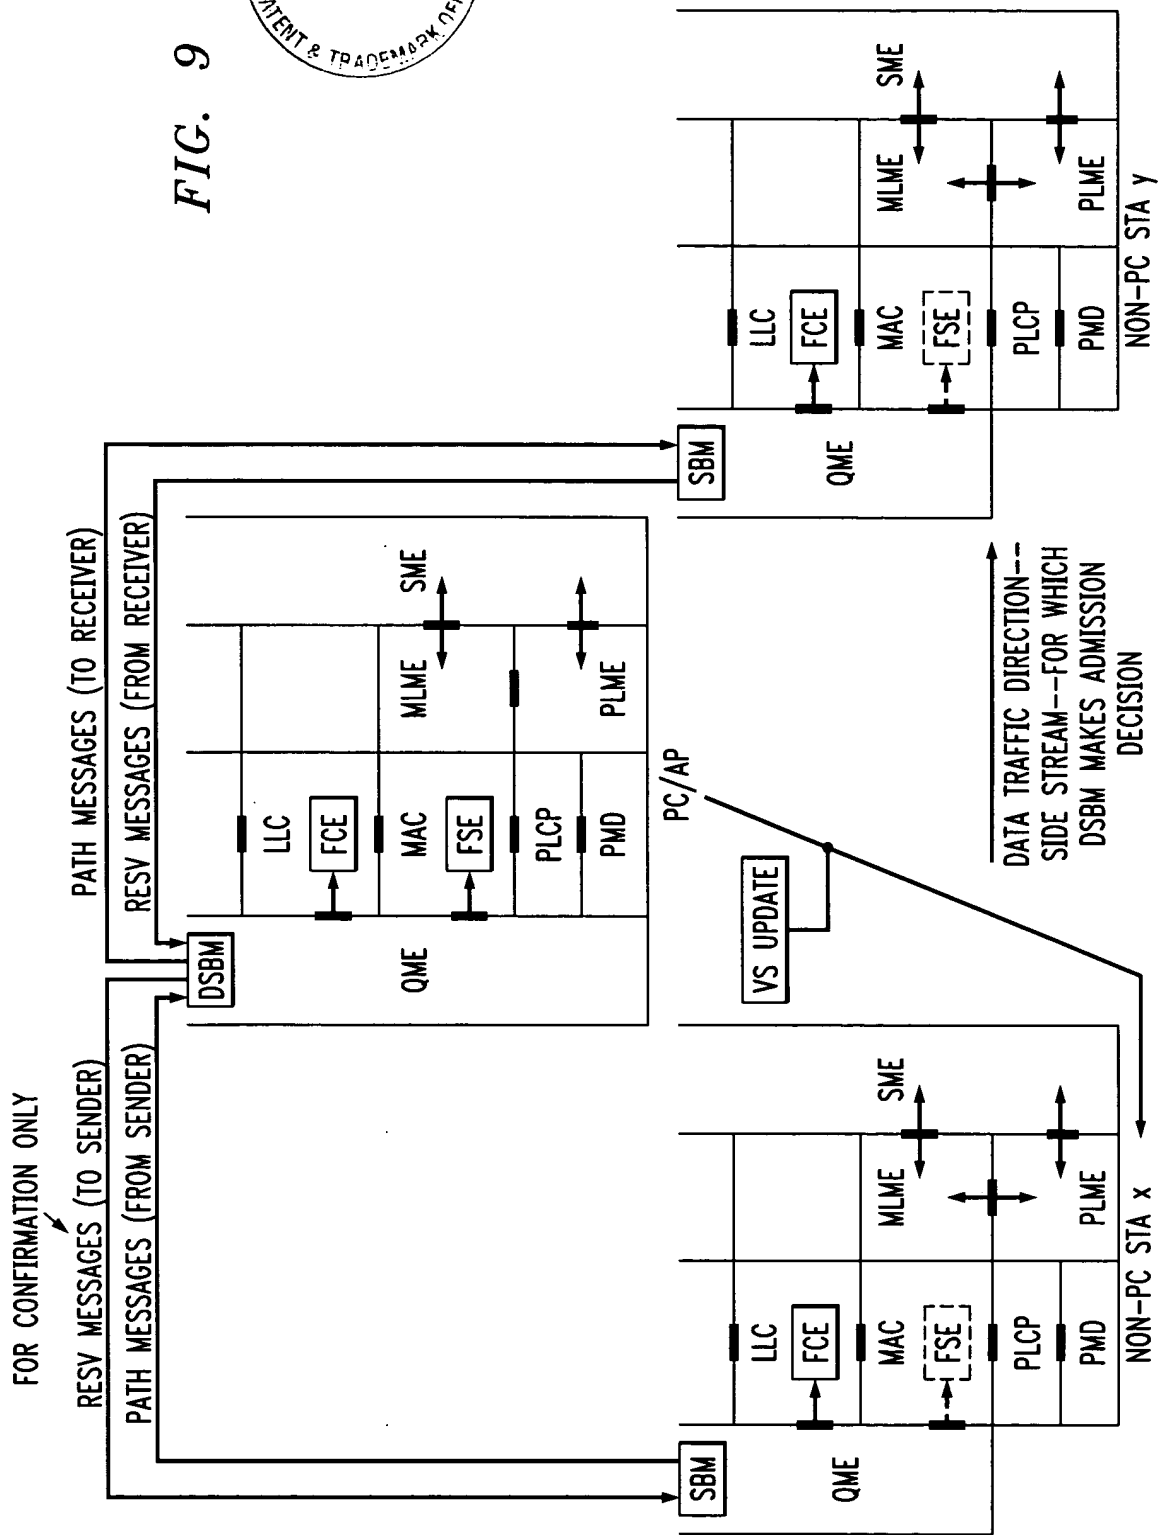 FIG. 9
PATENT & TRADEMARK
FOR CONFIRMATION ONLY
RESV MESSAGES (TO SENDER)
PATH MESSAGES (FROM SENDER)
PATH MESSAGES (TO RECEIVER)
RESV MESSAGES (FROM RECEIVER)
DSBM
QME
LLC
FCE
MAC
FSE
PLCP
PMD
MLME
PLME
SME
PC/AP
VS UPDATE
SBM
QME
LLC
FCE
MAC
FSE
PLCP
PMD
MLME
PLME
SME
NON-PC STA x
DATA TRAFFIC DIRECTION--
SIDE STREAM--FOR WHICH
DSBM MAKES ADMISSION
DECISION
SBM
QME
LLC
FCE
MAC
FSE
PLCP
PMD
MLME
PLME
SME
NON-PC STA y